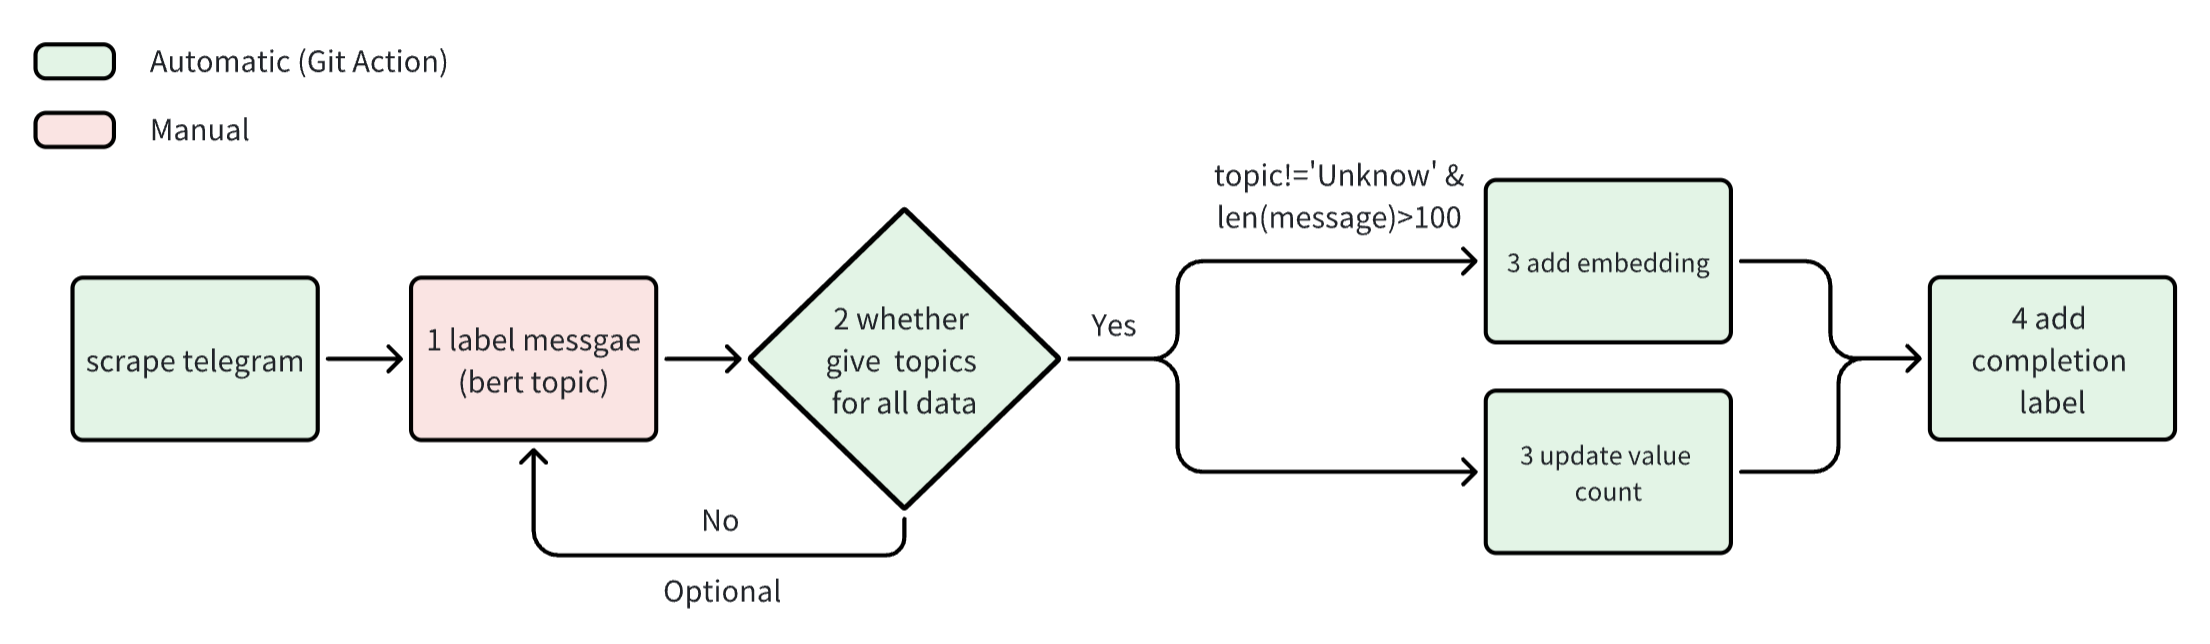 Automatic (Git Action)
Manual
scrape telegram
1 label messgae
(bert topic)
2 whether
give  topics
for all data
No
Optional
Yes
topic!='Unknow' &
len(message)>100
3 add embedding
3 update value
count
4 add
completion
label